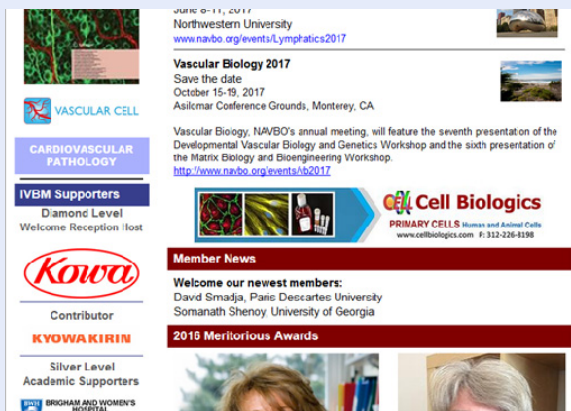 VASCULAR CELL
CARDIOVASCULAR
PATHOLOGY
IVBM Supporters
Diamond Level
Welcome Reception Host
Kowa
Contributor
KYOWAKIRIN
Silver Level
Academic Supporters
BWH BRIGHAM AND WOMEN'S
HOSPITAL
June 8-11, 2017
Northwestern University
www.navbo.org/events/Lymphatics2017
Vascular Biology 2017
Save the date
October 15-19, 2017
Asilomar Conference Grounds, Monterey, CA
Vascular Biology, NAVBO's annual meeting, will feature the seventh presentation of the
Developmental Vascular Biology and Genetics Workshop and the sixth presentation of
the Matrix Biology and Bioengineering Workshop.
http://www.navbo.org/events/vb2017
CELL Cell Biologics
PRIMARY CELLS Human and Animal Cells
www.cellbiologics.com P: 312-226-8198
Member News
Welcome our newest members:
David Smadja, Paris Descartes University
Somanath Shenoy, University of Georgia
2016 Meritorious Awards